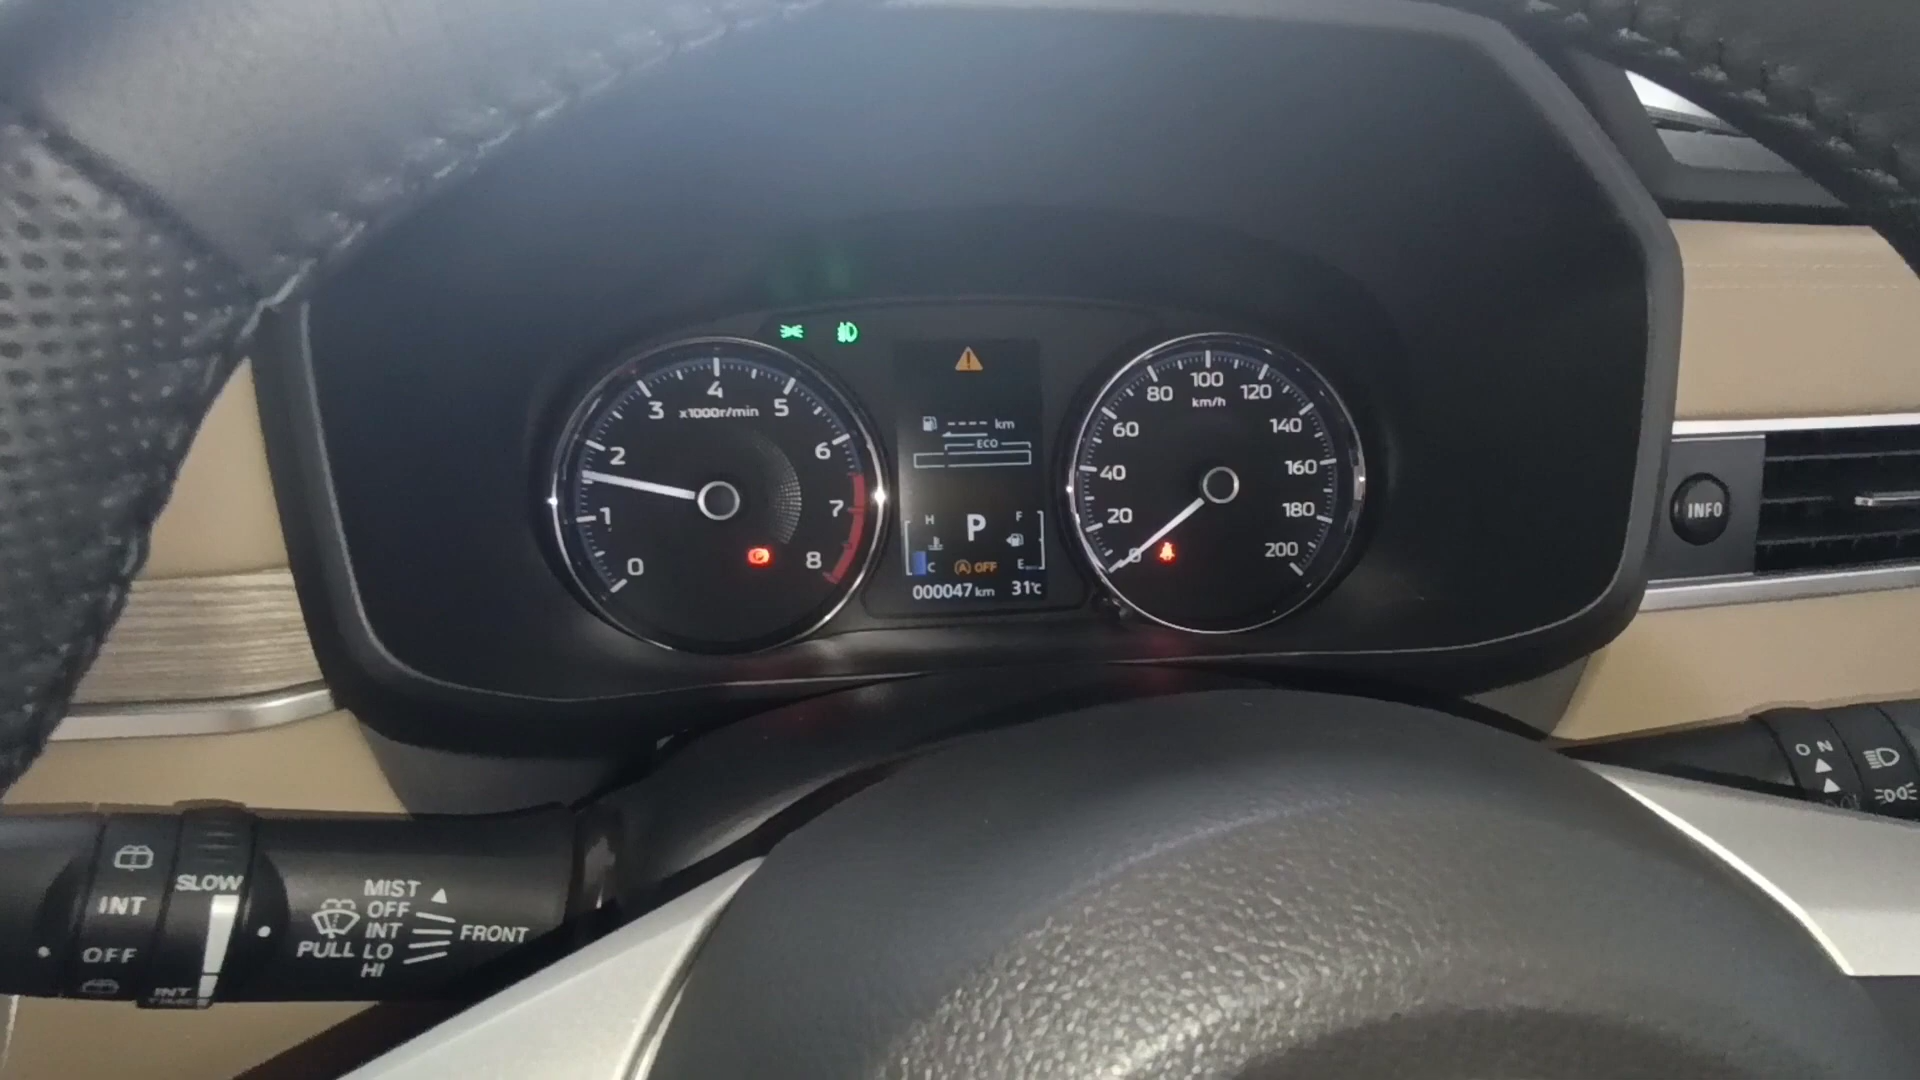 4
3
5
x1000r/min
2
6
1
7
0
8
---- km
ECO
H
P
F
C
A OFF
E
000047 km 31°C
100
80
120
km/h
60
140
40
160
20
180
0
200
INFO
ON
SLOW
INT
OFF
INT
MIST
OFF
INT
FRONT
PULL LO
HI